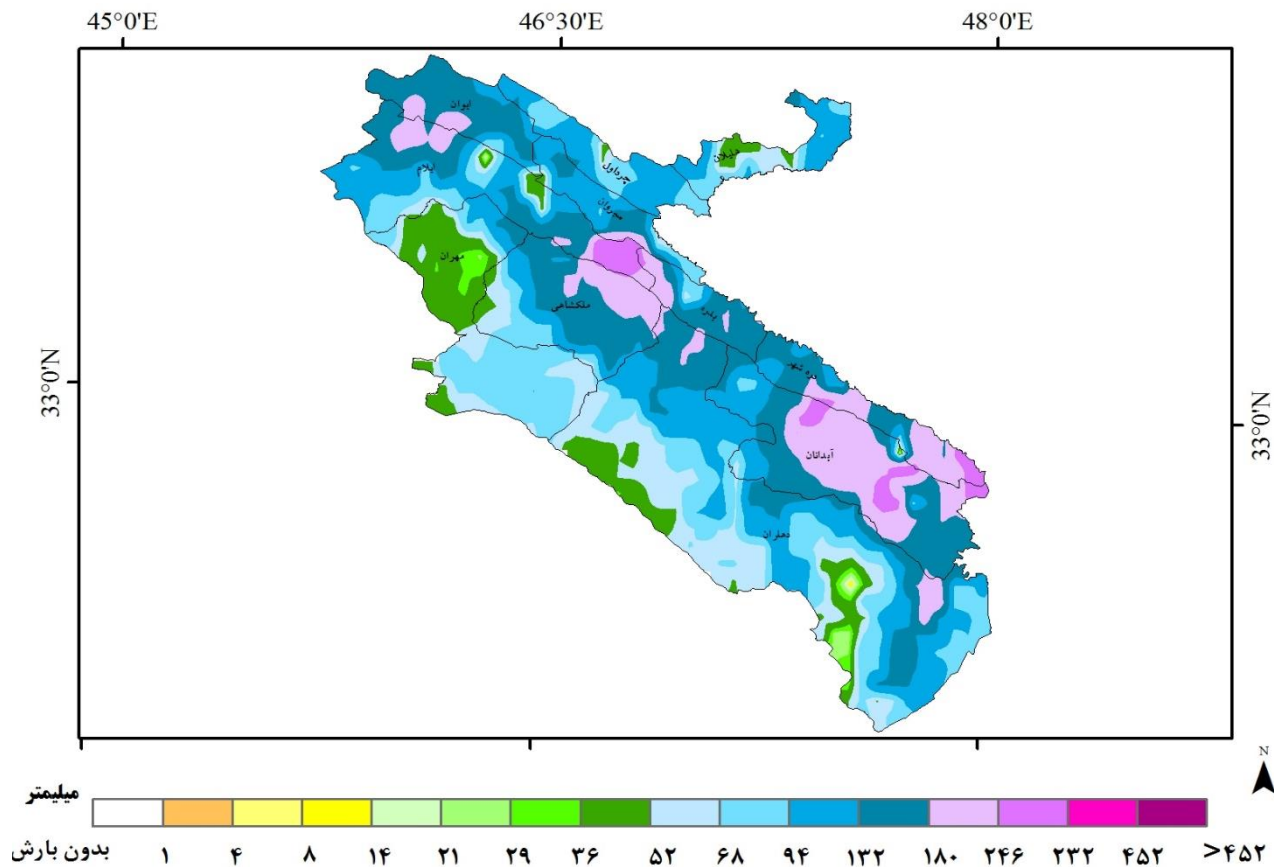 45°0'E 46°30'E 48°0'E
ایوان
ایلام
چرداول
هلیلان
سیروان
مهران
ملکشاهی
بدره
33°0'N 33°0'N
دره شهر
آبدانان
دهلران
N
میلیمتر
بدون بارش ۱ ۴ ۸ ۱۴ ۲۱ ۲۹ ۳۶ ۵۲ ۶۸ ۹۴ ۱۳۲ ۱۸۰ ۲۴۶ ۲۳۲ ۴۵۲ >۴۵۲